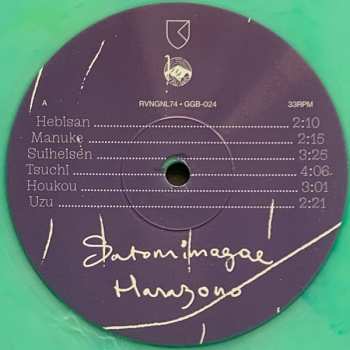 A RVNGNL74 • GGB-024 33RPM
Hebisan 2:10
Manuke 2:15
Suiheisen 3:25
Tsuchi 4:06
Houkou 3:01
Uzu 2:21
Satomimagae
Hanazono